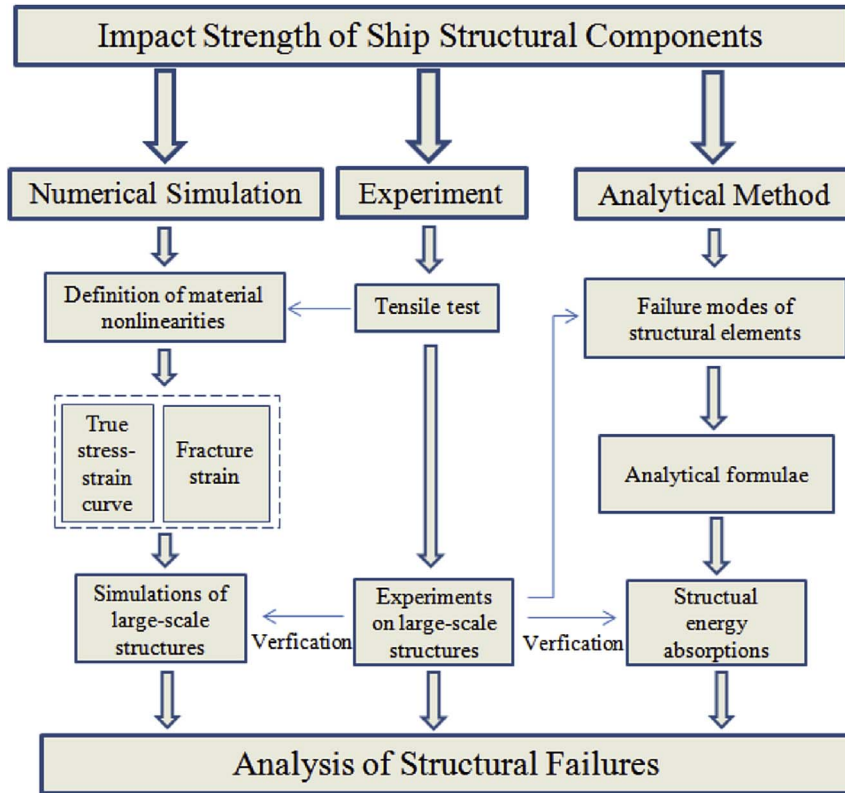 Impact Strength of Ship Structural Components
Numerical Simulation
Experiment
Analytical Method
Definition of material
nonlinearities
Tensile test
Failure modes of
structural elements
True
stress-
strain
curve
Fracture
strain
Analytical formulae
Simulations of
large-scale
structures
Verfication
Experiments
on large-scale
structures
Verfication
Structual
energy
absorptions
Analysis of Structural Failures